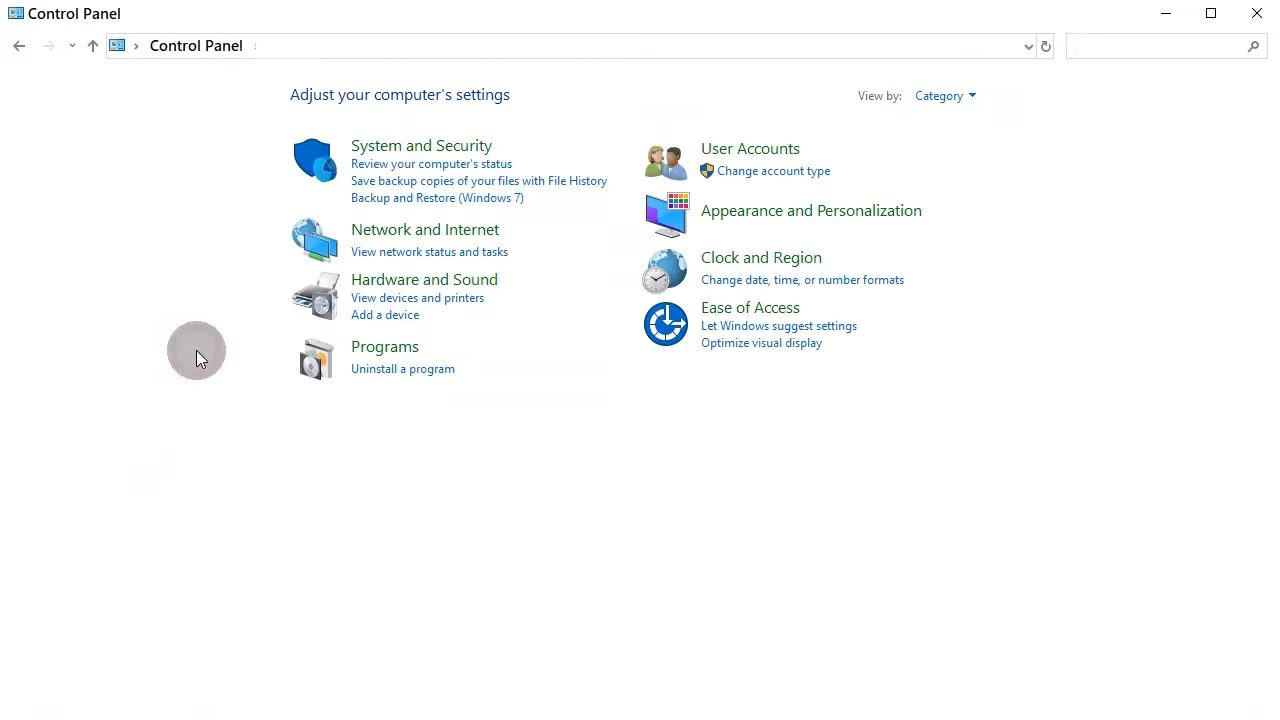 Control Panel
Control Panel
Adjust your computer's settings
View by: Category
System and Security
Review your computer's status
Save backup copies of your files with File History
Backup and Restore (Windows 7)
Network and Internet
View network status and tasks
Hardware and Sound
View devices and printers
Add a device
Programs
Uninstall a program
User Accounts
Change account type
Appearance and Personalization
Clock and Region
Change date, time, or number formats
Ease of Access
Let Windows suggest settings
Optimize visual display